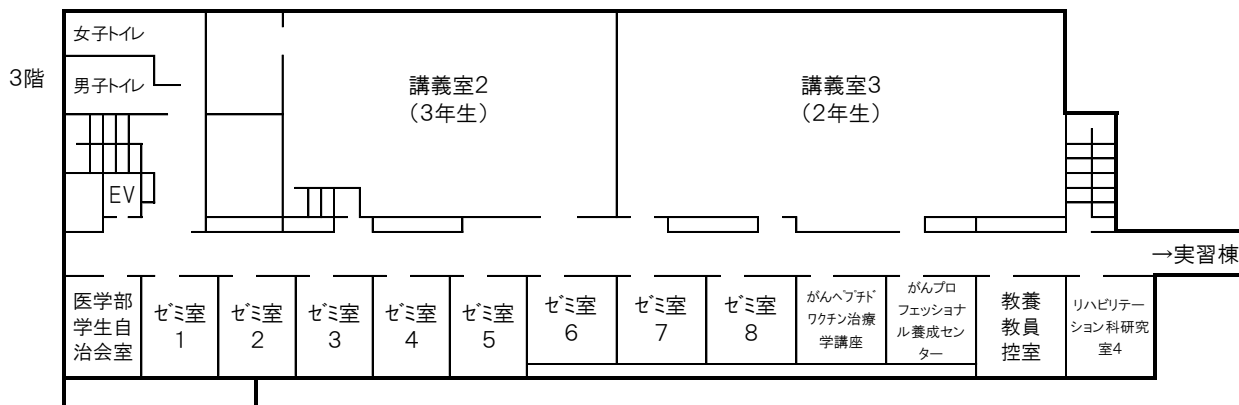 女子トイレ
3階
男子トイレ
講義室2
(3年生)
講義室3
(2年生)
EV
→実習棟
医学部
学生自
治会室
ゼミ室
1
ゼミ室
2
ゼミ室
3
ゼミ室
4
ゼミ室
5
ゼミ室
6
ゼミ室
7
ゼミ室
8
がんペプチド
ワクチン治療
学講座
がんプロ
フェッショナ
ル養成セン
ター
教養
教員
控室
リハビリテー
ション科研究
室4